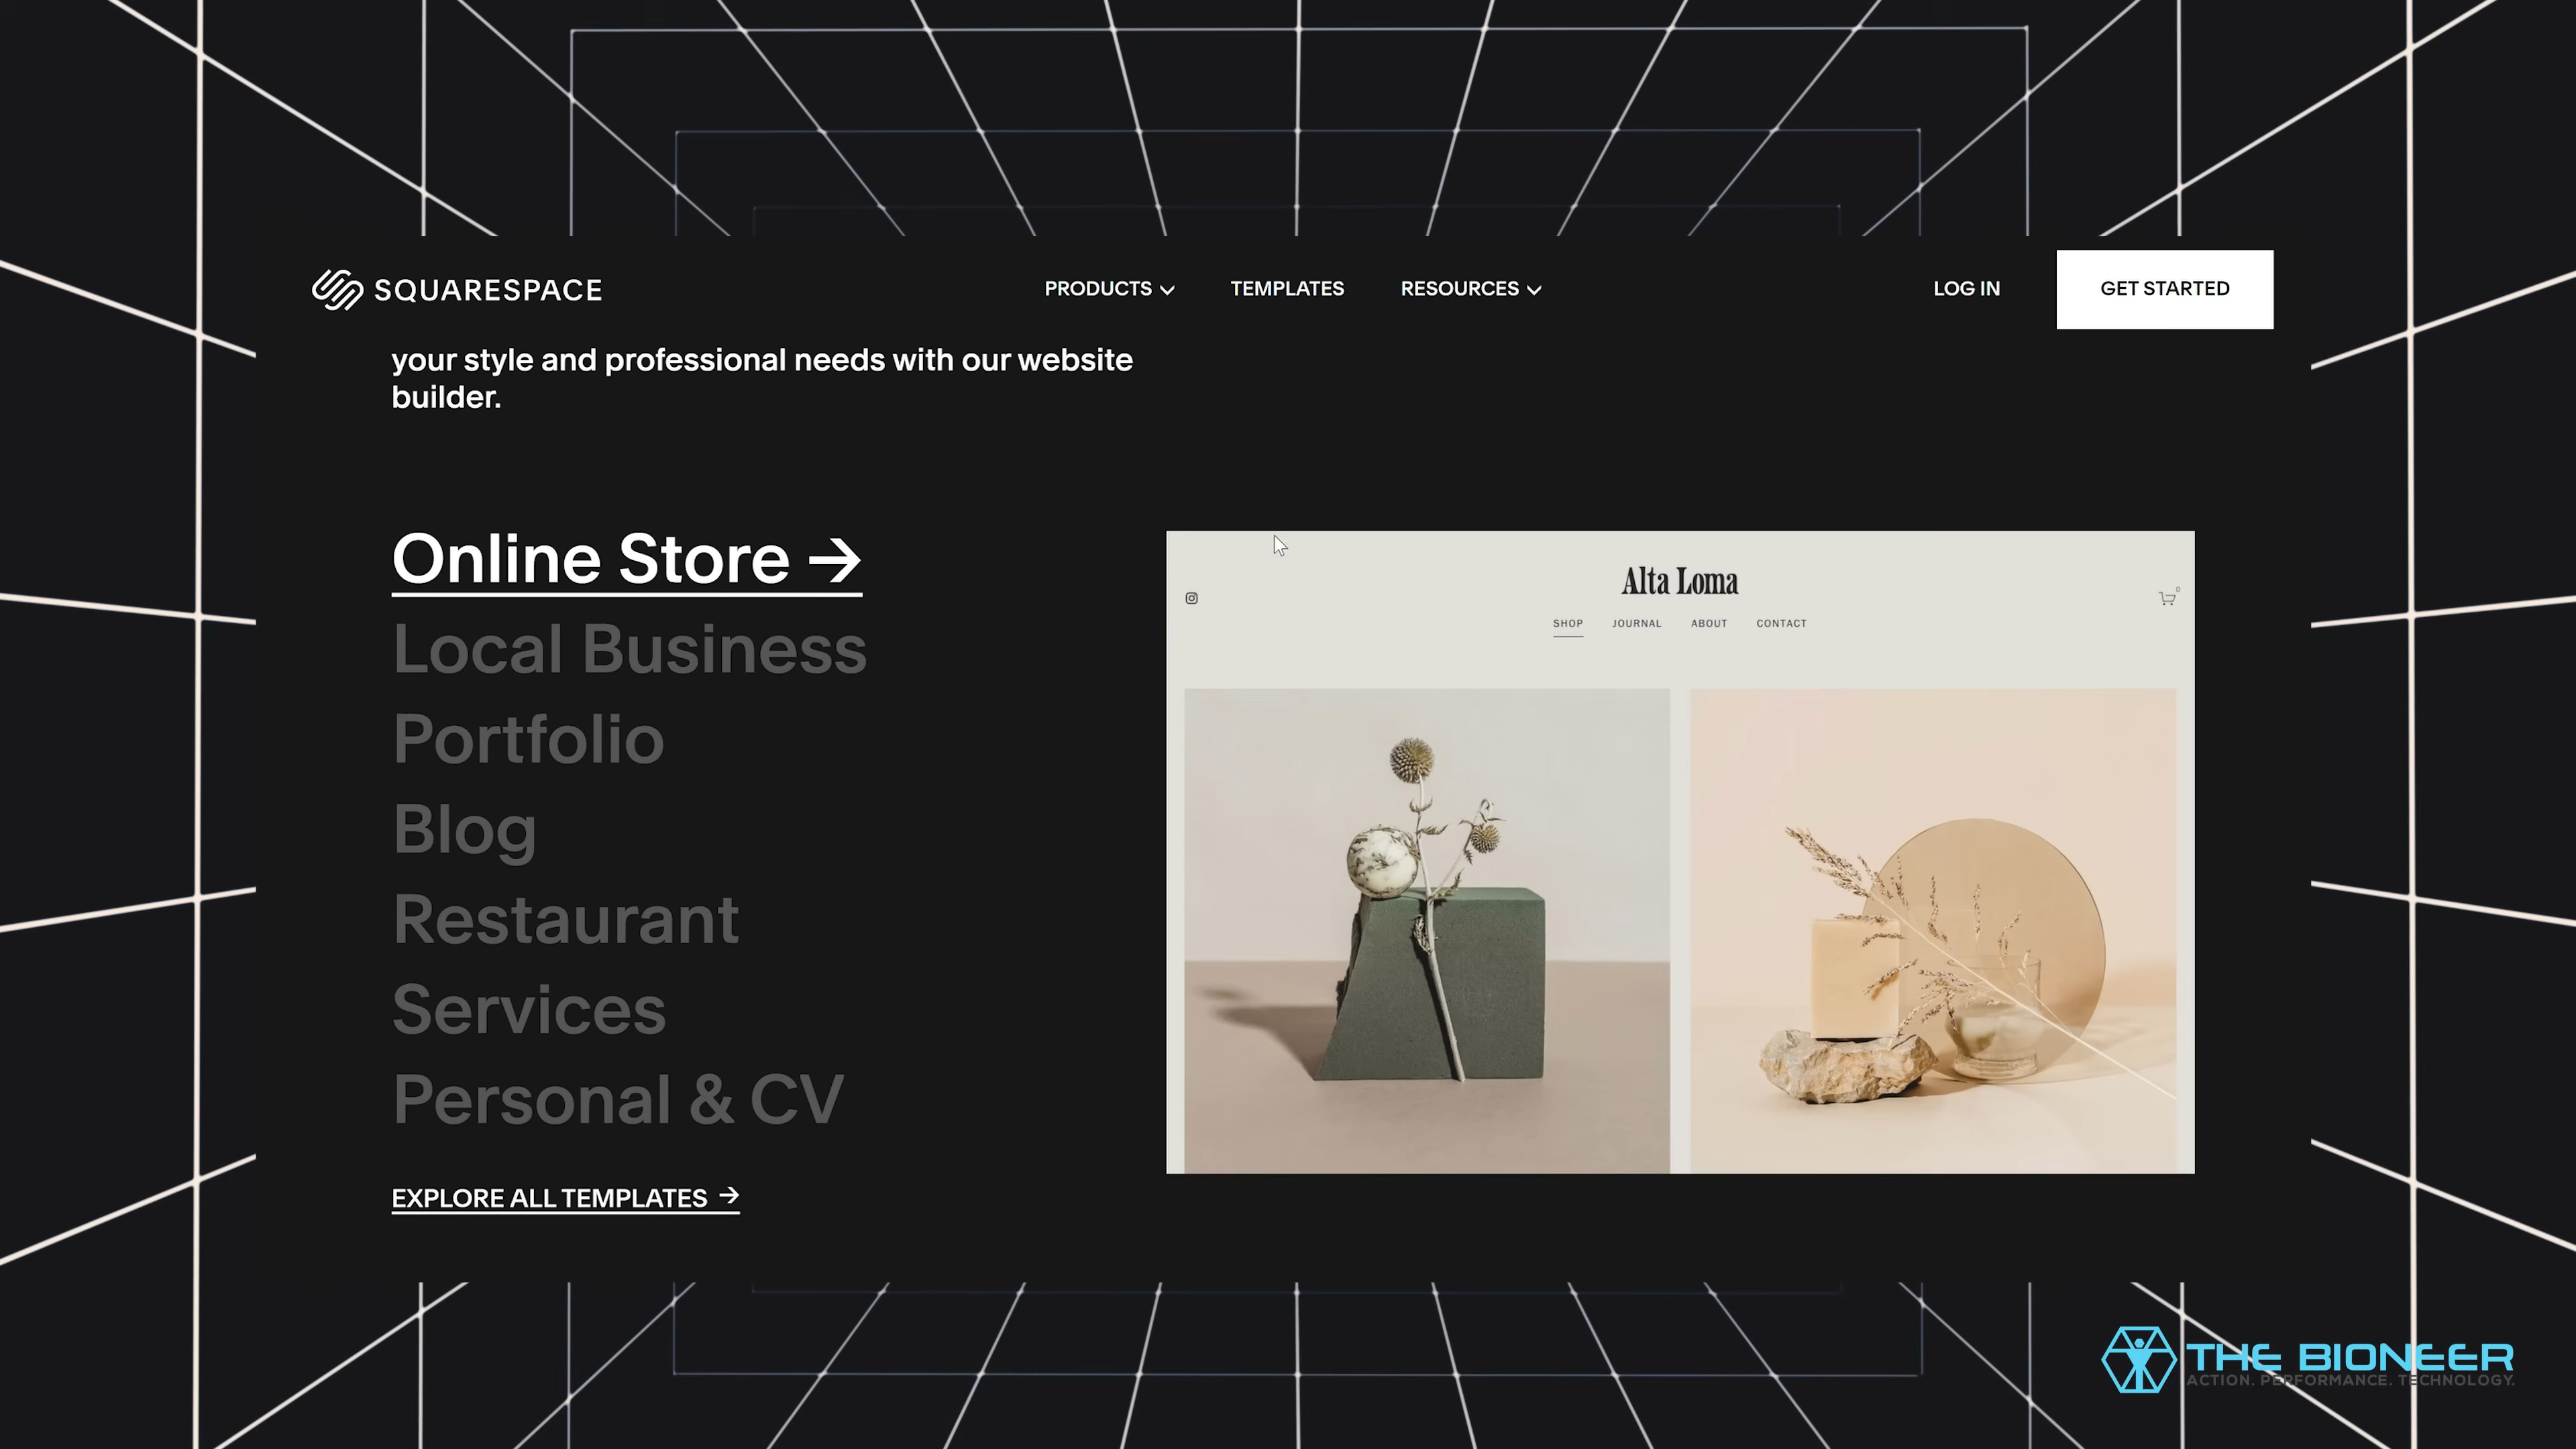 SQUARESPACE
PRODUCTS
TEMPLATES
RESOURCES
LOG IN
GET STARTED
your style and professional needs with our website
builder.
Online Store →
Local Business
Portfolio
Blog
Restaurant
Services
Personal & CV
EXPLORE ALL TEMPLATES →
Alta Loma
0
SHOP
JOURNAL
ABOUT
CONTACT
THE BIONEER
ACTION. PERFORMANCE. TECHNOLOGY.